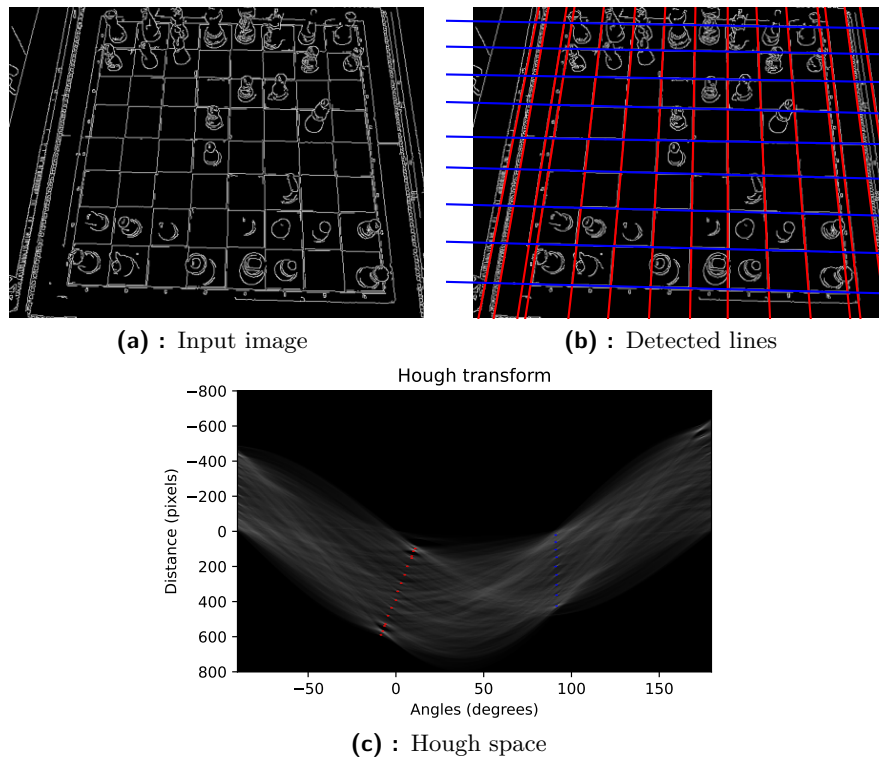 (a) : Input image
(b) : Detected lines
Hough transform
−800
−600
−400
−200
0
200
400
600
800
Distance (pixels)
−50
0
50
100
150
Angles (degrees)
(c) : Hough space